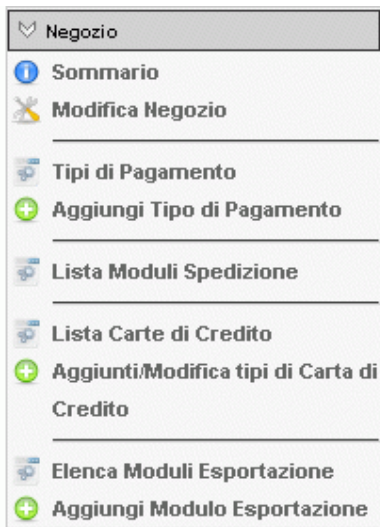 Negozio
Sommario
Modifica Negozio
Tipi di Pagamento
Aggiungi Tipo di Pagamento
Lista Moduli Spedizione
Lista Carte di Credito
Aggiunti/Modifica tipi di Carta di
Credito
Elenca Moduli Esportazione
Aggiungi Modulo Esportazione